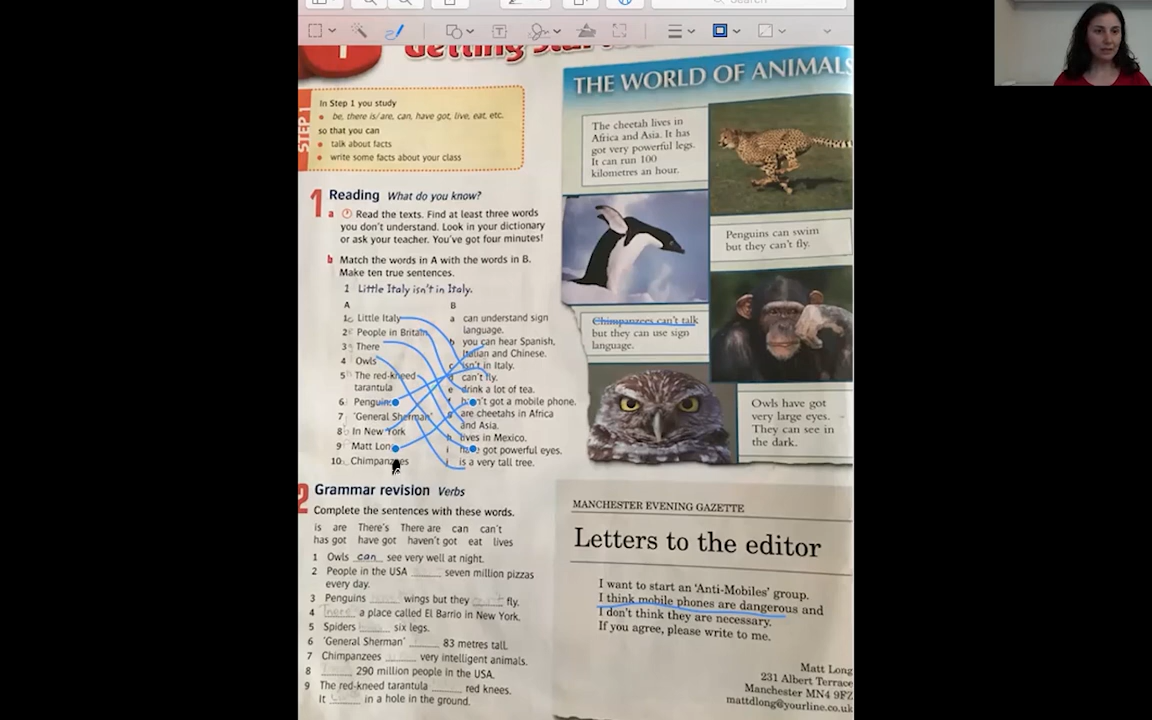 Search
1
Getting star
STEP 1
In Step 1 you study
• be, there is/are, can, have got, live, eat, etc.
so that you can
• talk about facts
• write some facts about your class
1 Reading What do you know?
a Read the texts. Find at least three words
you don't understand. Look in your dictionary
or ask your teacher. You've got four minutes!
b Match the words in A with the words in B.
Make ten true sentences.
1 Little Italy isn't in Italy.
A
1 Little Italy
2 People in Britain
3 There
4 Owls
5 The red-kneed
tarantula
6 Penguins
7 'General Sherman'
8 In New York
9 Matt Long
10 Chimpanzees
B
a can understand sign
language.
b you can hear Spanish,
Italian and Chinese.
c isn't in Italy.
d can't fly.
e drink a lot of tea.
f hasn't got a mobile phone.
g are cheetahs in Africa
and Asia.
h lives in Mexico.
i have got powerful eyes.
j is a very tall tree.
2 Grammar revision Verbs
Complete the sentences with these words.
is are There's There are can can't
has got have got haven't got eat lives
1 Owls can see very well at night.
2 People in the USA ____ seven million pizzas
every day.
3 Penguins ____ wings but they ____ fly.
4 There's a place called El Barrio in New York.
5 Spiders ____ six legs.
6 'General Sherman' ____ 83 metres tall.
7 Chimpanzees ____ very intelligent animals.
8 ____ 290 million people in the USA.
9 The red-kneed tarantula ____ red knees.
It ____ in a hole in the ground.
THE WORLD OF ANIMALS
The cheetah lives in
Africa and Asia. It has
got very powerful legs.
It can run 100
kilometres an hour.
Penguins can swim
but they can't fly.
Chimpanzees can't talk
but they can use sign
language.
Owls have got
very large eyes.
They can see in
the dark.
MANCHESTER EVENING GAZETTE
Letters to the editor
I want to start an 'Anti-Mobiles' group.
I think mobile phones are dangerous and
I don't think they are necessary.
If you agree, please write to me.
Matt Long
231 Albert Terrace
Manchester MN4 9FZ
mattdlong@yourline.co.uk